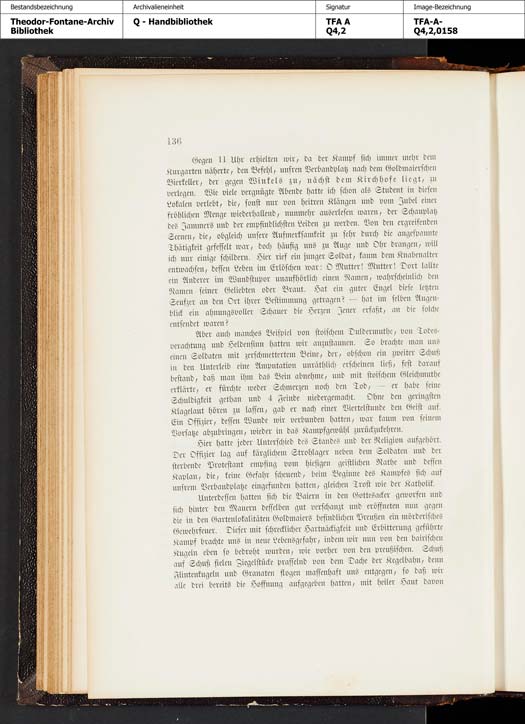 Bestandsbezeichnung
Archivalieneinheit
Signatur
Image-Bezeichnung
Theodor-Fontane-Archiv
Bibliothek
Q - Handbibliothek
TFA A
Q4,2
TFA-A-
Q4,2,0158
136
Gegen 11 Uhr erhielten wir, da der Kampf sich immer mehr dem
Kurgarten näherte, den Befehl, unsren Verbandplatz nach dem Goldmaierschen
Bierkeller, der gegen Winkels zu, nächst dem Kirchhofe liegt, zu
verlegen. Wie viele vergnügte Abende hatte ich schon als Student in diesen
Lokalen verlebt, die, sonst nur von heitren Klängen und vom Jubel einer
fröhlichen Menge wiederhallend, nunmehr auserlesen waren, der Schauplatz
des Jammers und der empfindlichsten Leiden zu werden. Von den ergreifenden
Scenen, die, obgleich unsere Aufmerksamkeit zu sehr durch die angespannte
Thätigkeit gefesselt war, doch häufig uns zu Auge und Ohr drangen, will
ich nur einige schildern. Hier rief ein junger Soldat, kaum dem Knabenalter
entwachsen, dessen Leben im Erlöschen war: O Mutter! Mutter! Dort lallte
ein Anderer im Wundstupor unaufhörlich einen Namen, wahrscheinlich den
Namen seiner Geliebten oder Braut. Hat ein guter Engel diese letzten
Seufzer an den Ort ihrer Bestimmung getragen? — hat im selben Augen-
blick ein ahnungsvoller Schauer die Herzen Jener erfaßt, an die solche
entsendet waren?
Aber auch manches Beispiel von stoischem Duldermuthe, von Todes-
verachtung und Heldensinn hatten wir anzustaunen. So brachte man uns
einen Soldaten mit zerschmettertem Beine, der, obschon ein zweiter Schuß
in den Unterleib eine Amputation unräthlich erscheinen ließ, fest darauf
bestand, daß man ihm das Bein abnehme, und mit stoischem Gleichmuthe
erklärte, er fürchte weder Schmerzen noch den Tod, — er habe seine
Schuldigkeit gethan und 4 Feinde niedergemacht. Ohne den geringsten
Klagelaut hören zu lassen, gab er nach einer Viertelstunde den Geist auf.
Ein Offizier, dessen Wunde wir verbunden hatten, war kaum von seinem
Vorsatze abzubringen, wieder in das Kampfgewühl zurückzukehren.
Hier hatte jeder Unterschied des Standes und der Religion aufgehört.
Der Offizier lag auf kärglichem Strohlager neben dem Soldaten und der
sterbende Protestant empfing vom hiesigen geistlichen Rathe und dessen
Kaplan, die, keine Gefahr scheuend, beim Beginne des Kampfes sich auf
unsrem Verbandplatze eingefunden hatten, gleichen Trost wie der Katholik.
Unterdessen hatten sich die Baiern in den Gottesacker geworfen und
sich hinter den Mauern desselben gut verschanzt und eröffneten nun gegen
die in den Gartenlokalitäten Goldmaiers befindlichen Preußen ein mörderisches
Gewehrfeuer. Dieser mit schrecklicher Hartnäckigkeit und Erbitterung geführte
Kampf brachte uns in neue Lebensgefahr, indem wir nun von den bairischen
Kugeln eben so bedroht wurden, wie vorher von den preußischen. Schuß
auf Schuß fielen Ziegelstücke prasselnd von dem Dache der Kegelbahn, denn
Flintenkugeln und Granaten flogen massenhaft uns entgegen, so daß wir
alle drei bereits die Hoffnung aufgegeben hatten, mit heiler Haut davon